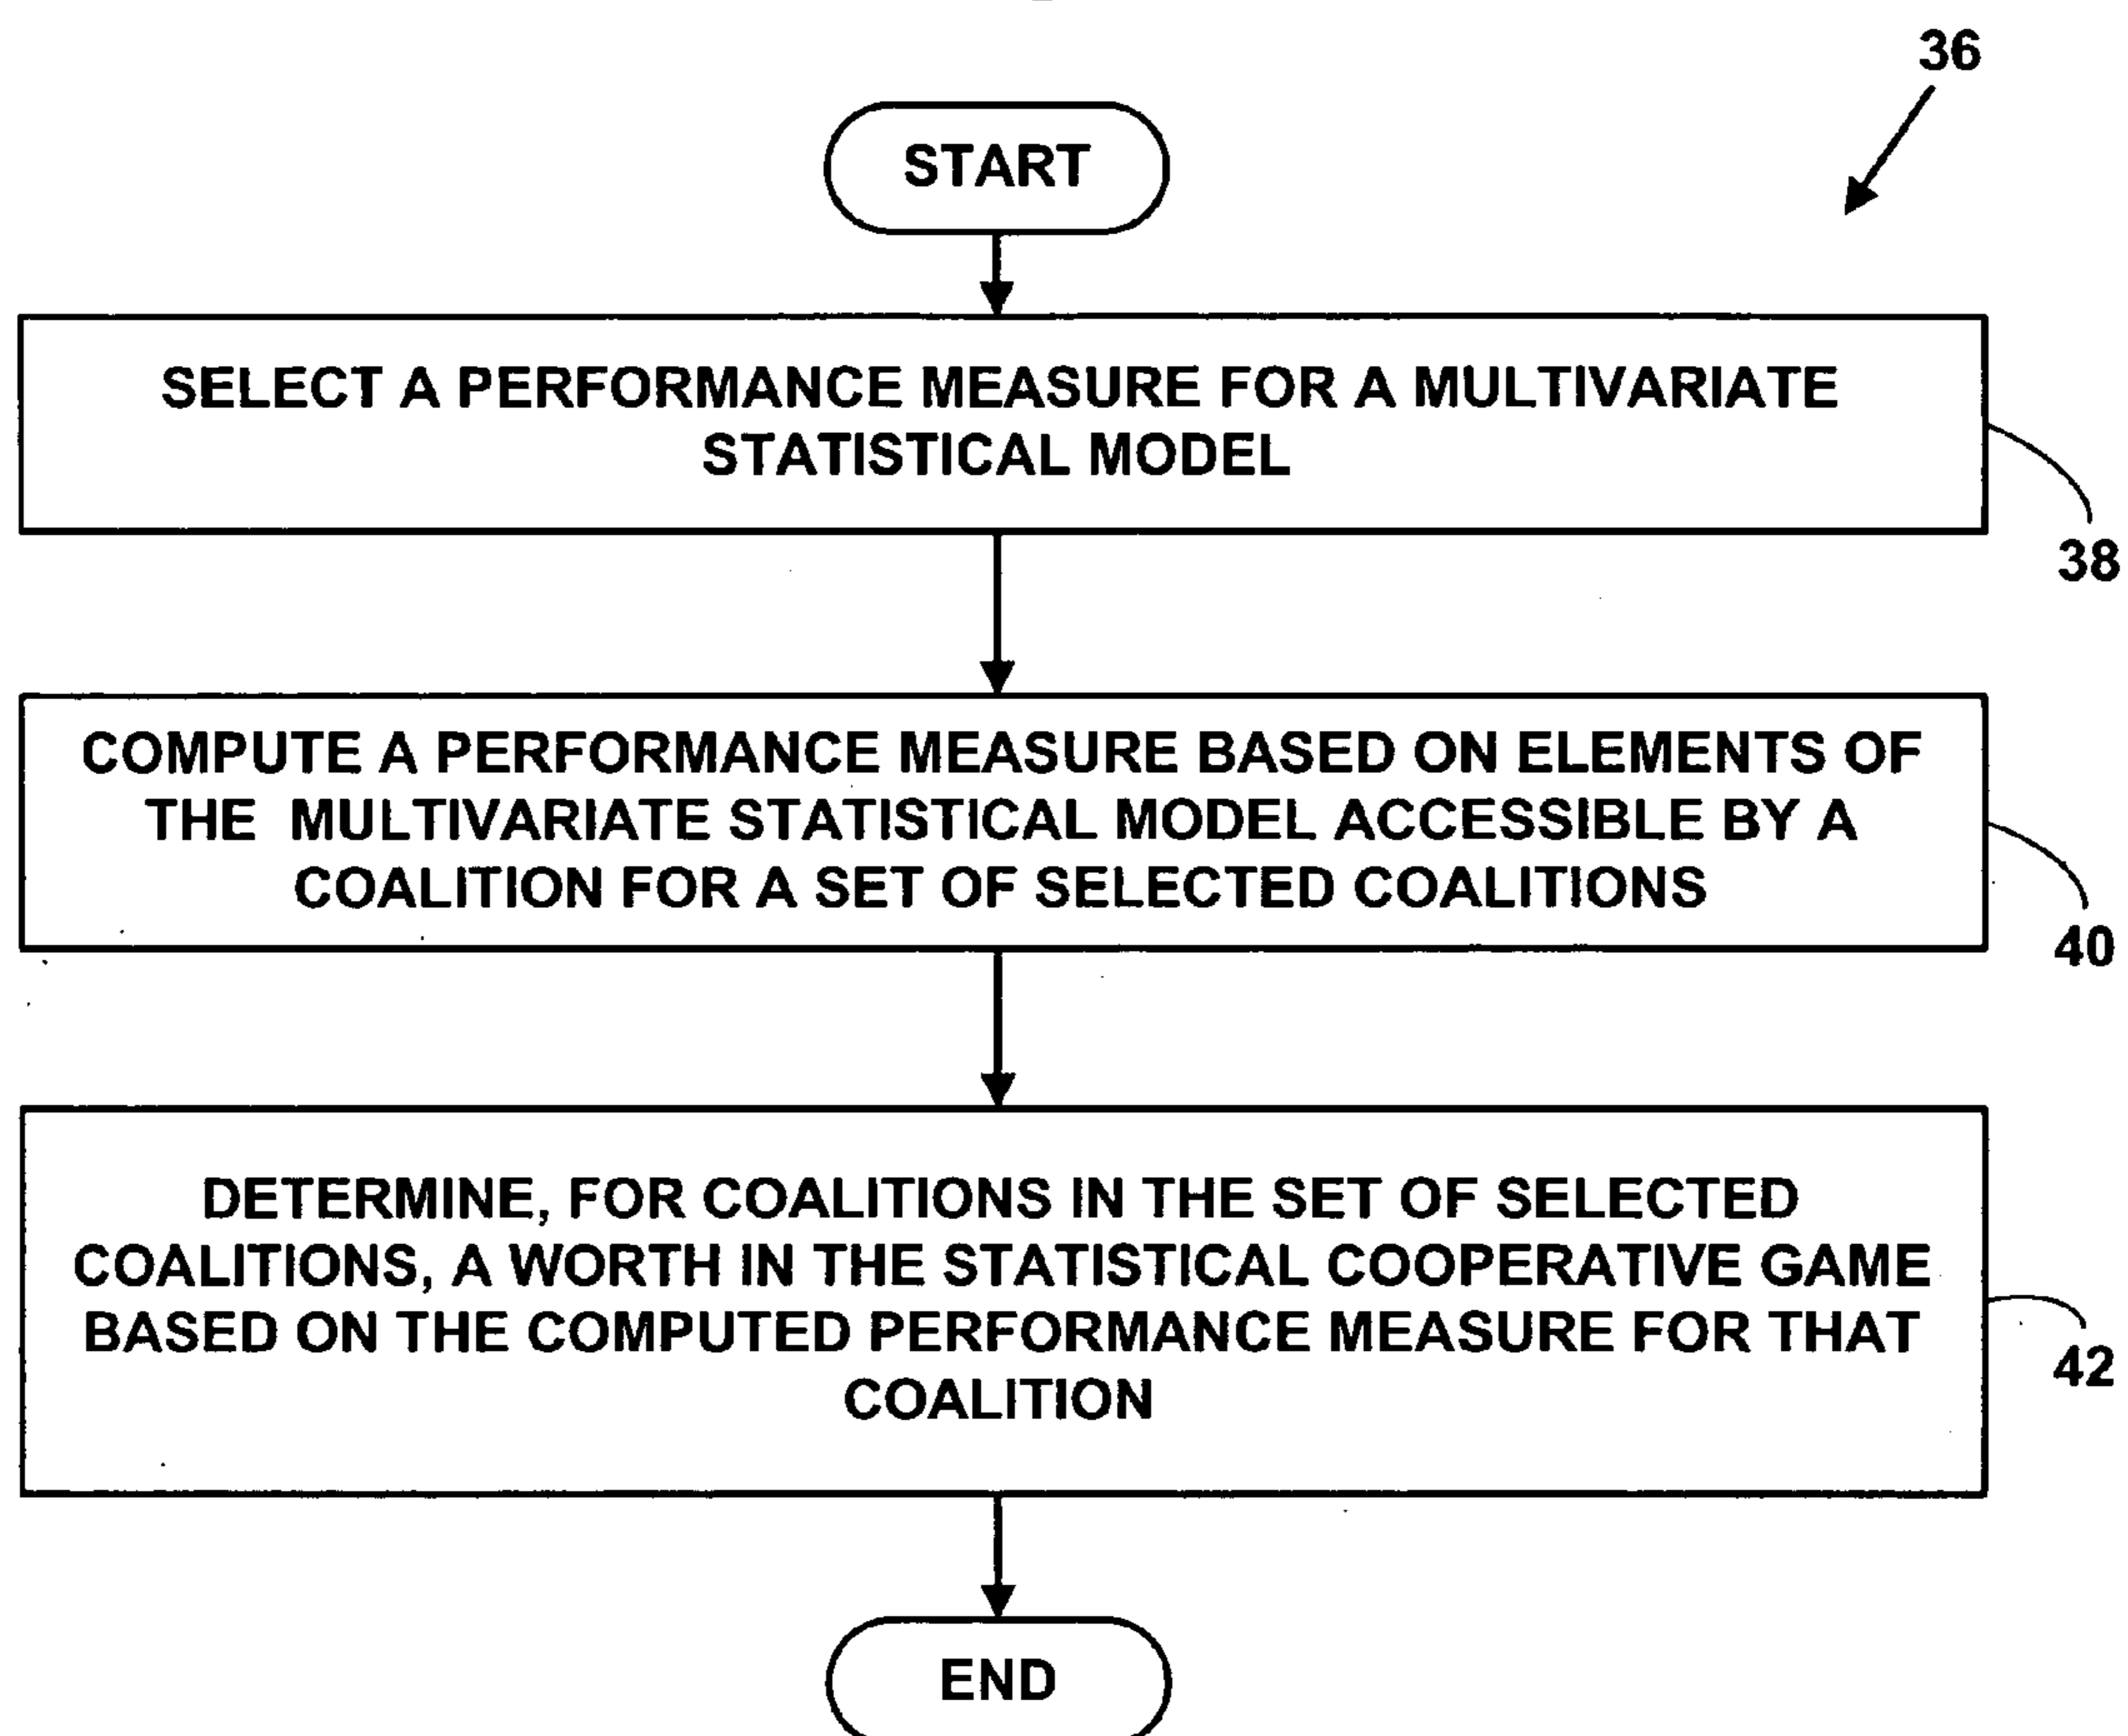 36
START
SELECT A PERFORMANCE MEASURE FOR A MULTIVARIATE
STATISTICAL MODEL
38
COMPUTE A PERFORMANCE MEASURE BASED ON ELEMENTS OF
THE MULTIVARIATE STATISTICAL MODEL ACCESSIBLE BY A
COALITION FOR A SET OF SELECTED COALITIONS
40
DETERMINE, FOR COALITIONS IN THE SET OF SELECTED
COALITIONS, A WORTH IN THE STATISTICAL COOPERATIVE GAME
BASED ON THE COMPUTED PERFORMANCE MEASURE FOR THAT
COALITION
42
END